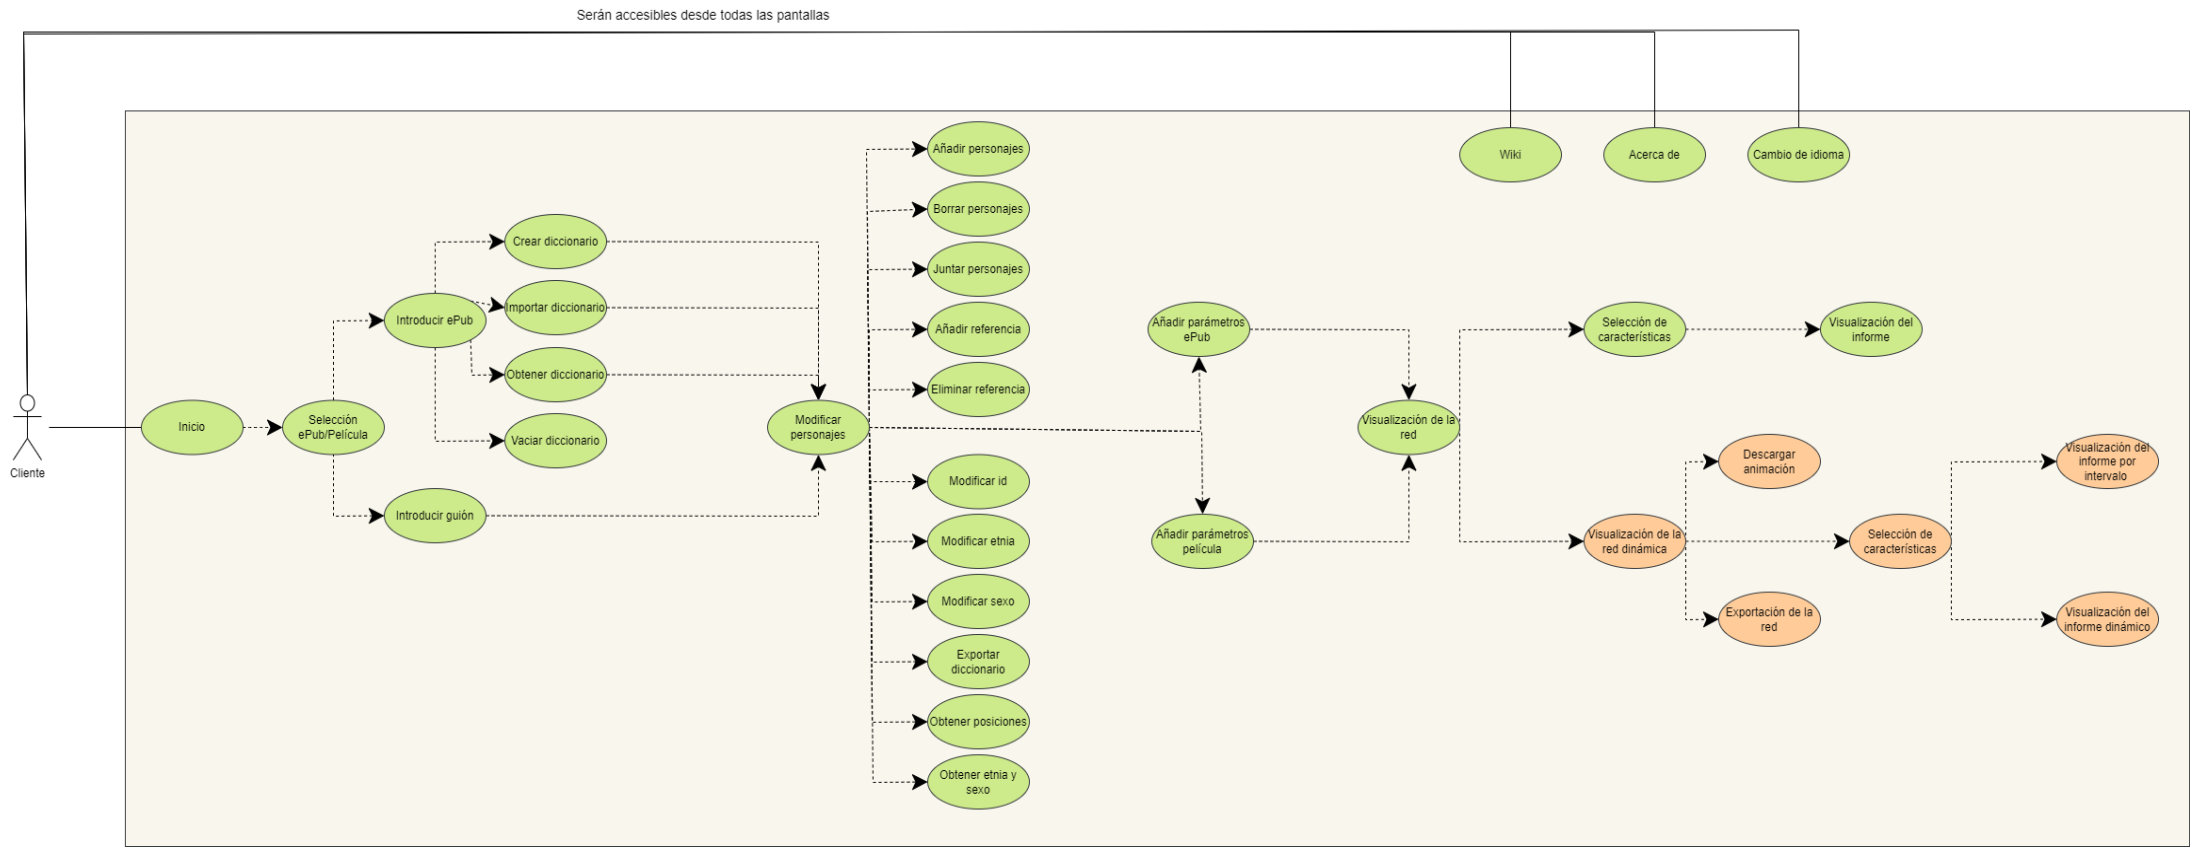 Serán accesibles desde todas las pantallas
Cliente
Inicio
Selección
ePub/Película
Introducir ePub
Introducir guión
Crear diccionario
Importar diccionario
Obtener diccionario
Vaciar diccionario
Modificar
personajes
Añadir personajes
Borrar personajes
Juntar personajes
Añadir referencia
Eliminar referencia
Modificar id
Modificar etnia
Modificar sexo
Exportar
diccionario
Obtener posiciones
Obtener etnia y
sexo
Añadir parámetros
ePub
Añadir parámetros
película
Visualización de la
red
Wiki
Acerca de
Cambio de idioma
Selección de
características
Visualización del
informe
Visualización de la
red dinámica
Descargar
animación
Exportación de la
red
Selección de
características
Visualización del
informe por
intervalo
Visualización del
informe dinámico